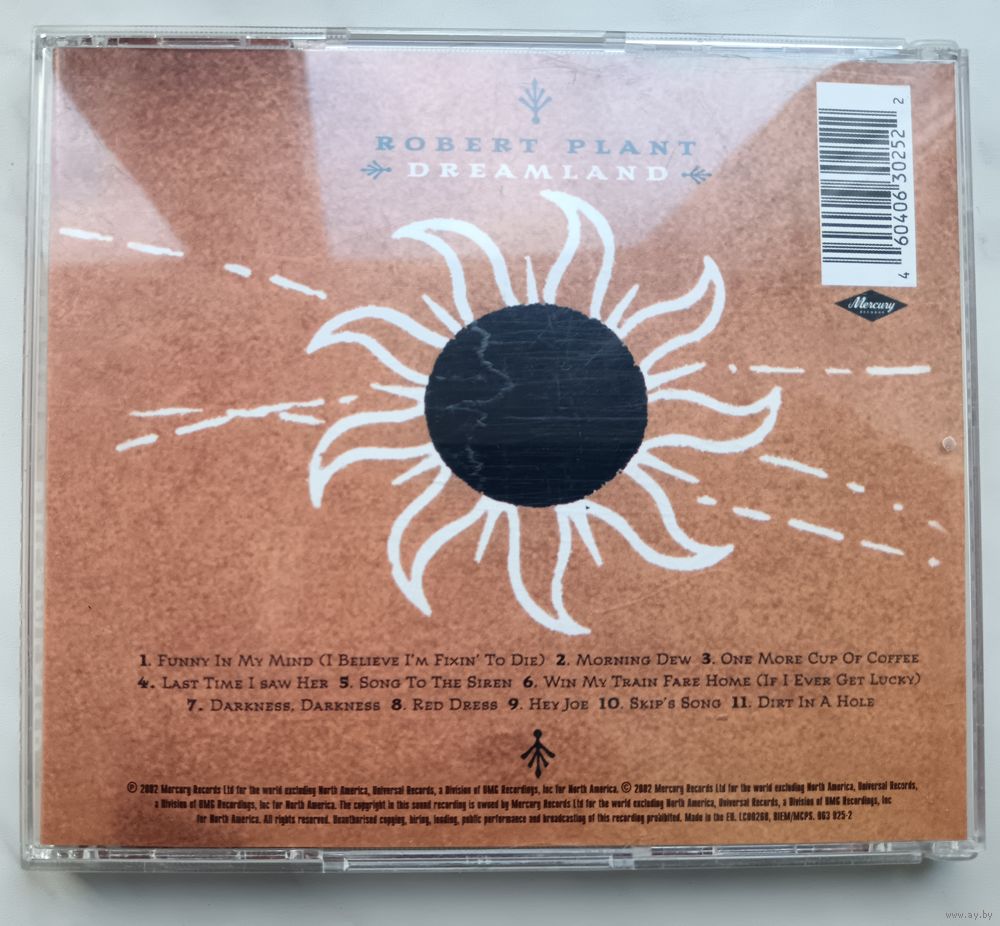 ROBERT PLANT
DREAMLAND
4 60406 30252 2
Mercury
RECORDS
1. FUNNY IN MY MIND (I BELIEVE I'M FIXIN' TO DIE) 2. MORNING DEW 3. ONE MORE CUP OF COFFEE
4. LAST TIME I SAW HER 5. SONG TO THE SIREN 6. WIN MY TRAIN FARE HOME (IF I EVER GET LUCKY)
7. DARKNESS, DARKNESS 8. RED DRESS 9. HEY JOE 10. SKIP'S SONG 11. DIRT IN A HOLE
℗ 2002 Mercury Records Ltd for the world excluding North America, Universal Records, a Division of UMG Recordings, Inc for North America. © 2002 Mercury Records Ltd for the world excluding North America, Universal Records,
a Division of UMG Recordings, Inc for North America. The copyright in this sound recording is owned by Mercury Records Ltd for the world excluding North America, Universal Records, a Division of UMG Recordings, Inc
for North America. All rights reserved. Unauthorised copying, hiring, lending, public performance and broadcasting of this recording prohibited. Made in the EU. LC00268, BIEM/MCPS. 063 025-2
www.ay.by